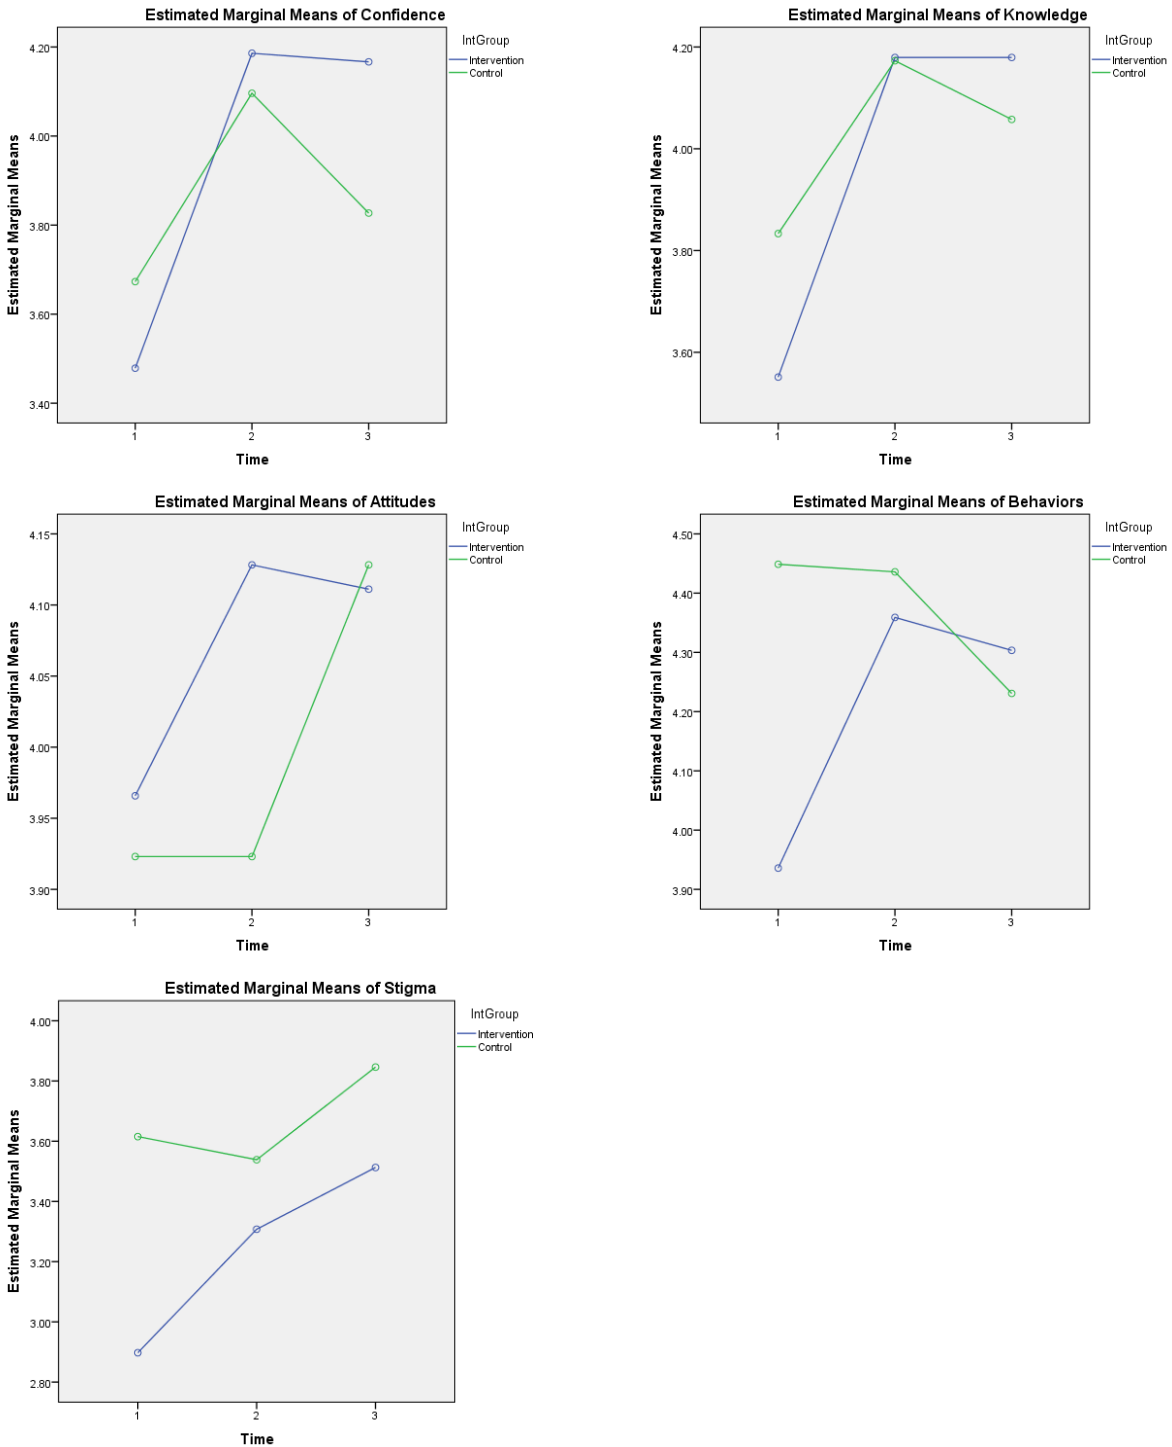 Estimated Marginal Means of Confidence
IntGroup
Intervention
Control
Estimated Marginal Means
4.20
4.00
3.80
3.60
3.40
1 2 3
Time
Estimated Marginal Means of Knowledge
IntGroup
Intervention
Control
Estimated Marginal Means
4.20
4.00
3.80
3.60
1 2 3
Time
Estimated Marginal Means of Attitudes
IntGroup
Intervention
Control
Estimated Marginal Means
4.15
4.10
4.05
4.00
3.95
3.90
1 2 3
Time
Estimated Marginal Means of Behaviors
IntGroup
Intervention
Control
Estimated Marginal Means
4.50
4.40
4.30
4.20
4.10
4.00
3.90
1 2 3
Time
Estimated Marginal Means of Stigma
IntGroup
Intervention
Control
Estimated Marginal Means
4.00
3.80
3.60
3.40
3.20
3.00
2.80
1 2 3
Time